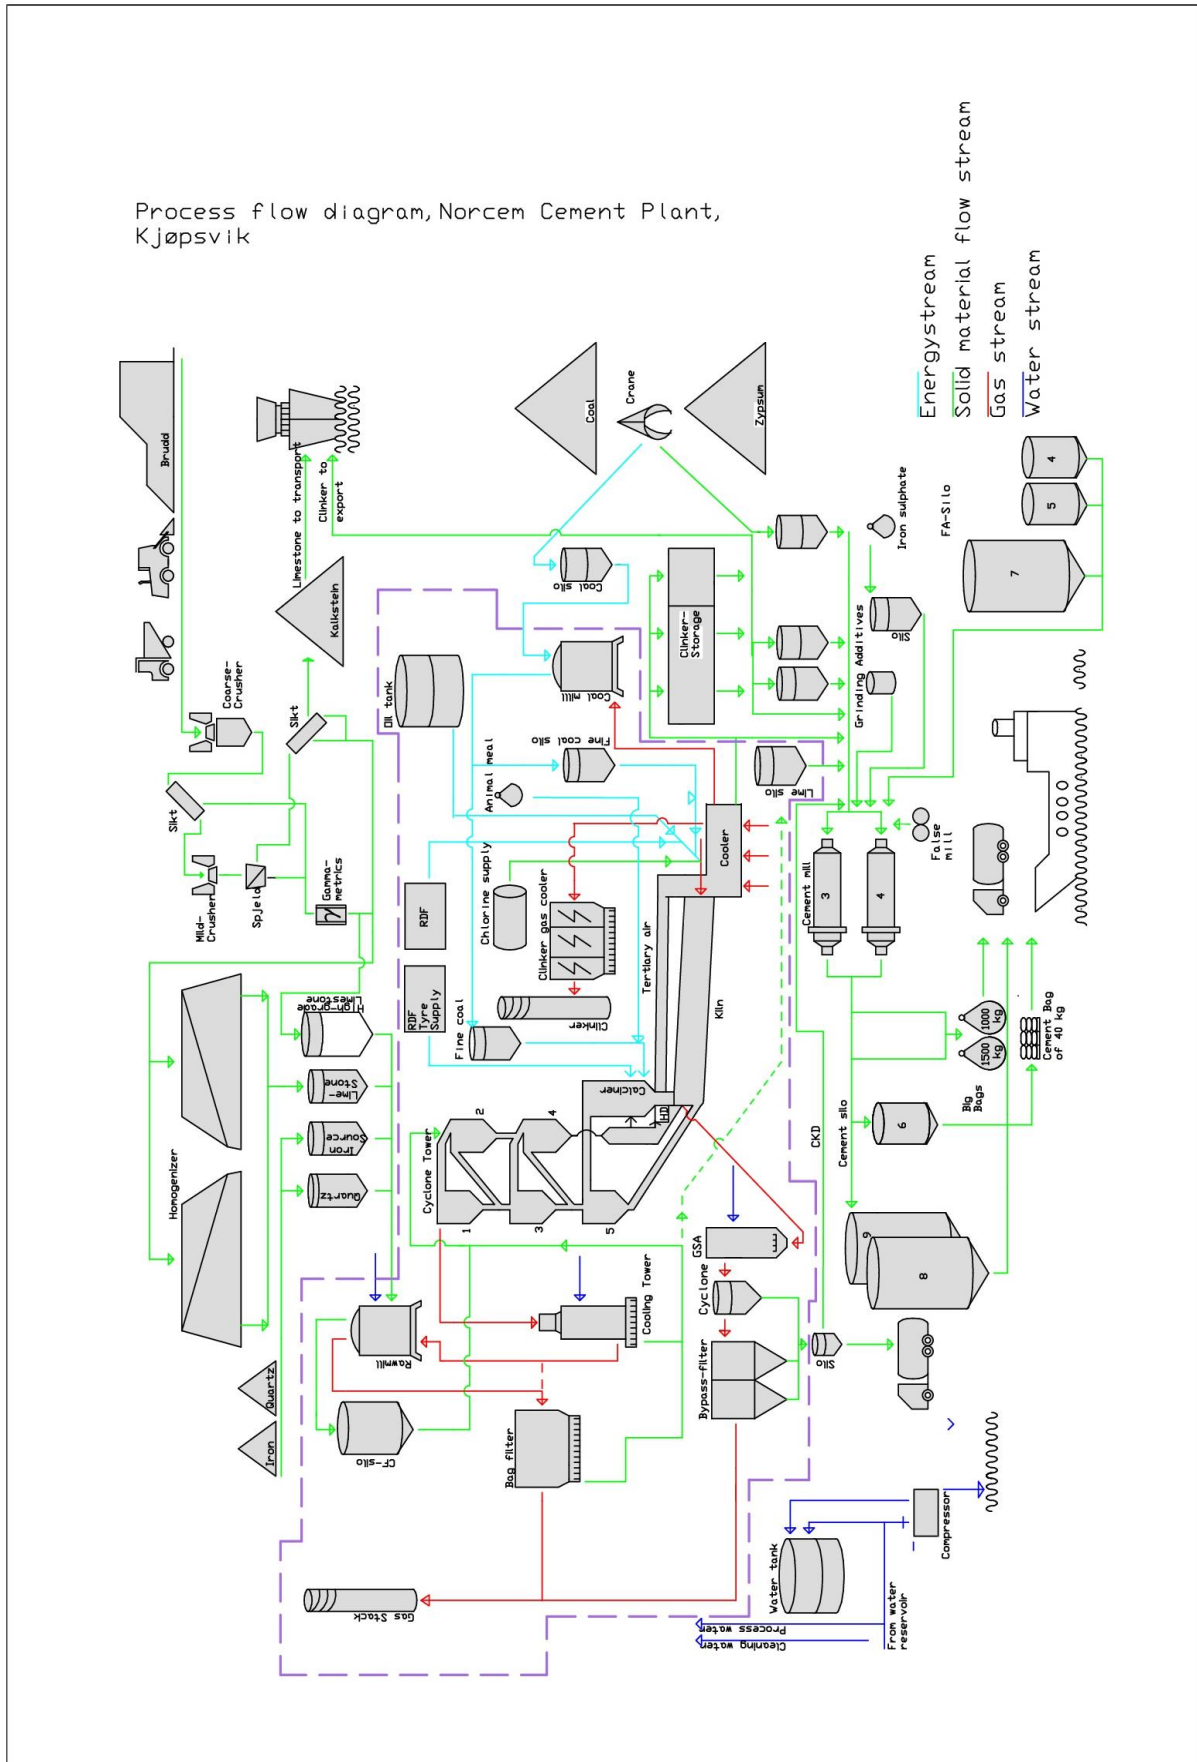 Process flow diagram, Norcem Cement Plant,
Kjøpsvik
Brudd
Coarse-
Crusher
Slkt
Slkt
Mild-
Crusher
Spjeld
Gamma-
metrics
γ
Kalkstein
Limestone to transport
Clinker to
export
Homogenizer
High-grade
Limestone
Lime-
Stone
Iron
Source
Quartz
Quartz
Iron
Oil tank
RDF
RDF
Tyre
Supply
Fine coal
Animal meal
Fine coal silo
Coal mill
Coal silo
Coal
Crane
Zypsum
Chlorine supply
Clinker gas cooler
Clinker
Tertiary air
Kiln
Cooler
Clinker-
Storage
Calciner
HD
Cyclone Tower
1
2
3
4
5
Rawmill
CF-silo
Cooling Tower
Bag filter
Gas Stack
GSA
Cyclone
Bypass-filter
Silo
CKD
Lime silo
Grinding Additives
Iron sulphate
Silo
FA-Silo
7
5
4
Cement mill
3
4
False
mill
Cement silo
6
8
9
Big
Bags
1500
kg
1000
kg
Cement Bag
of 40 kg
Water tank
Compressor
From water
reservoir
Process water
Cleaning water
Energystream
Solid material flow stream
Gas stream
Water stream